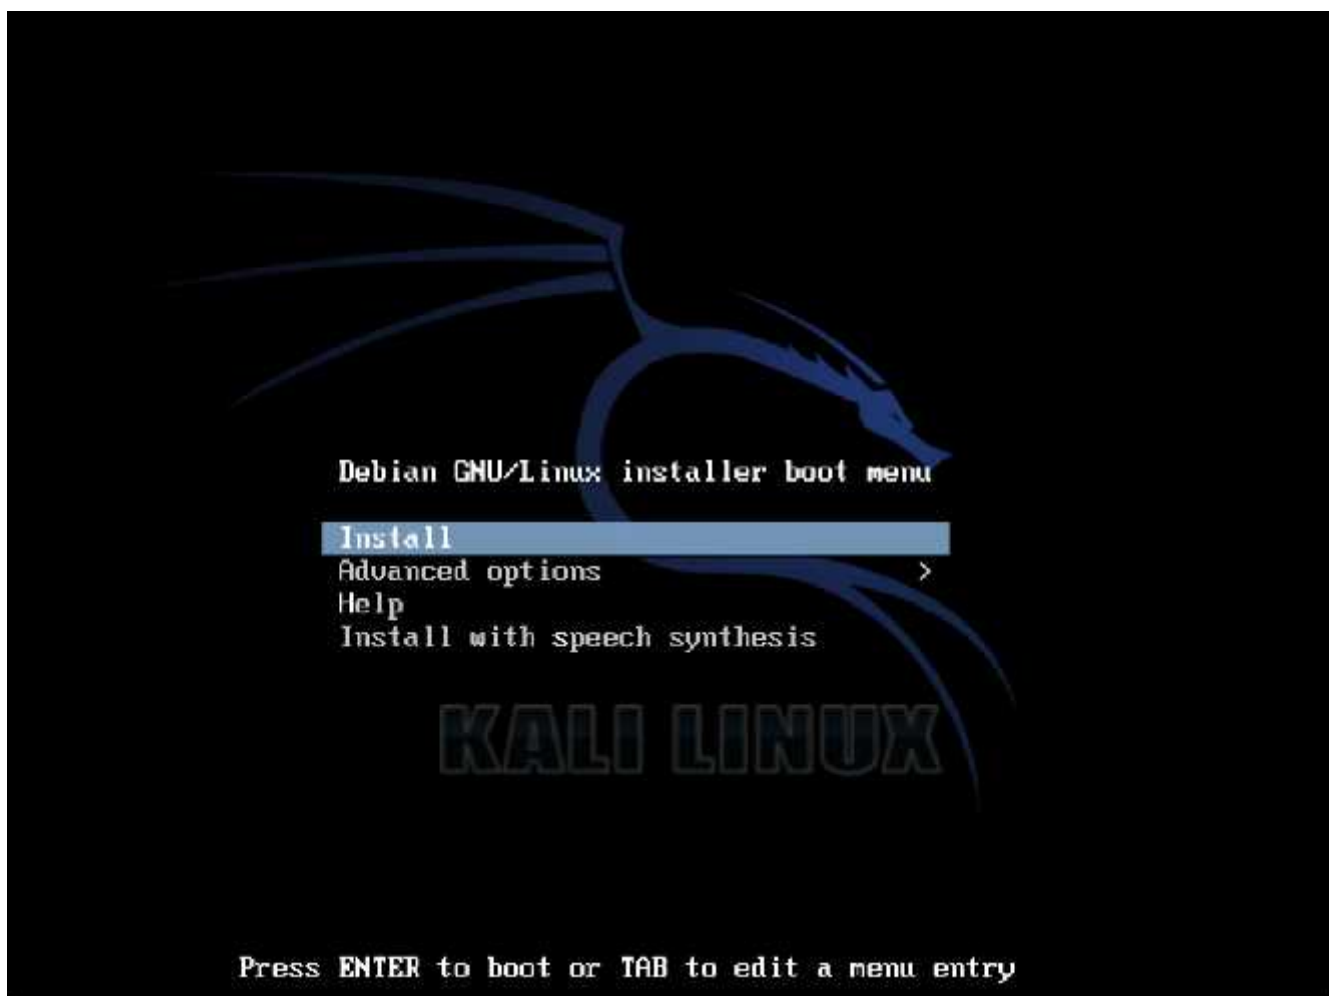 Debian GNU/Linux installer boot menu
Install
Advanced options >
Help
Install with speech synthesis
KALI LINUX
Press ENTER to boot or TAB to edit a menu entry